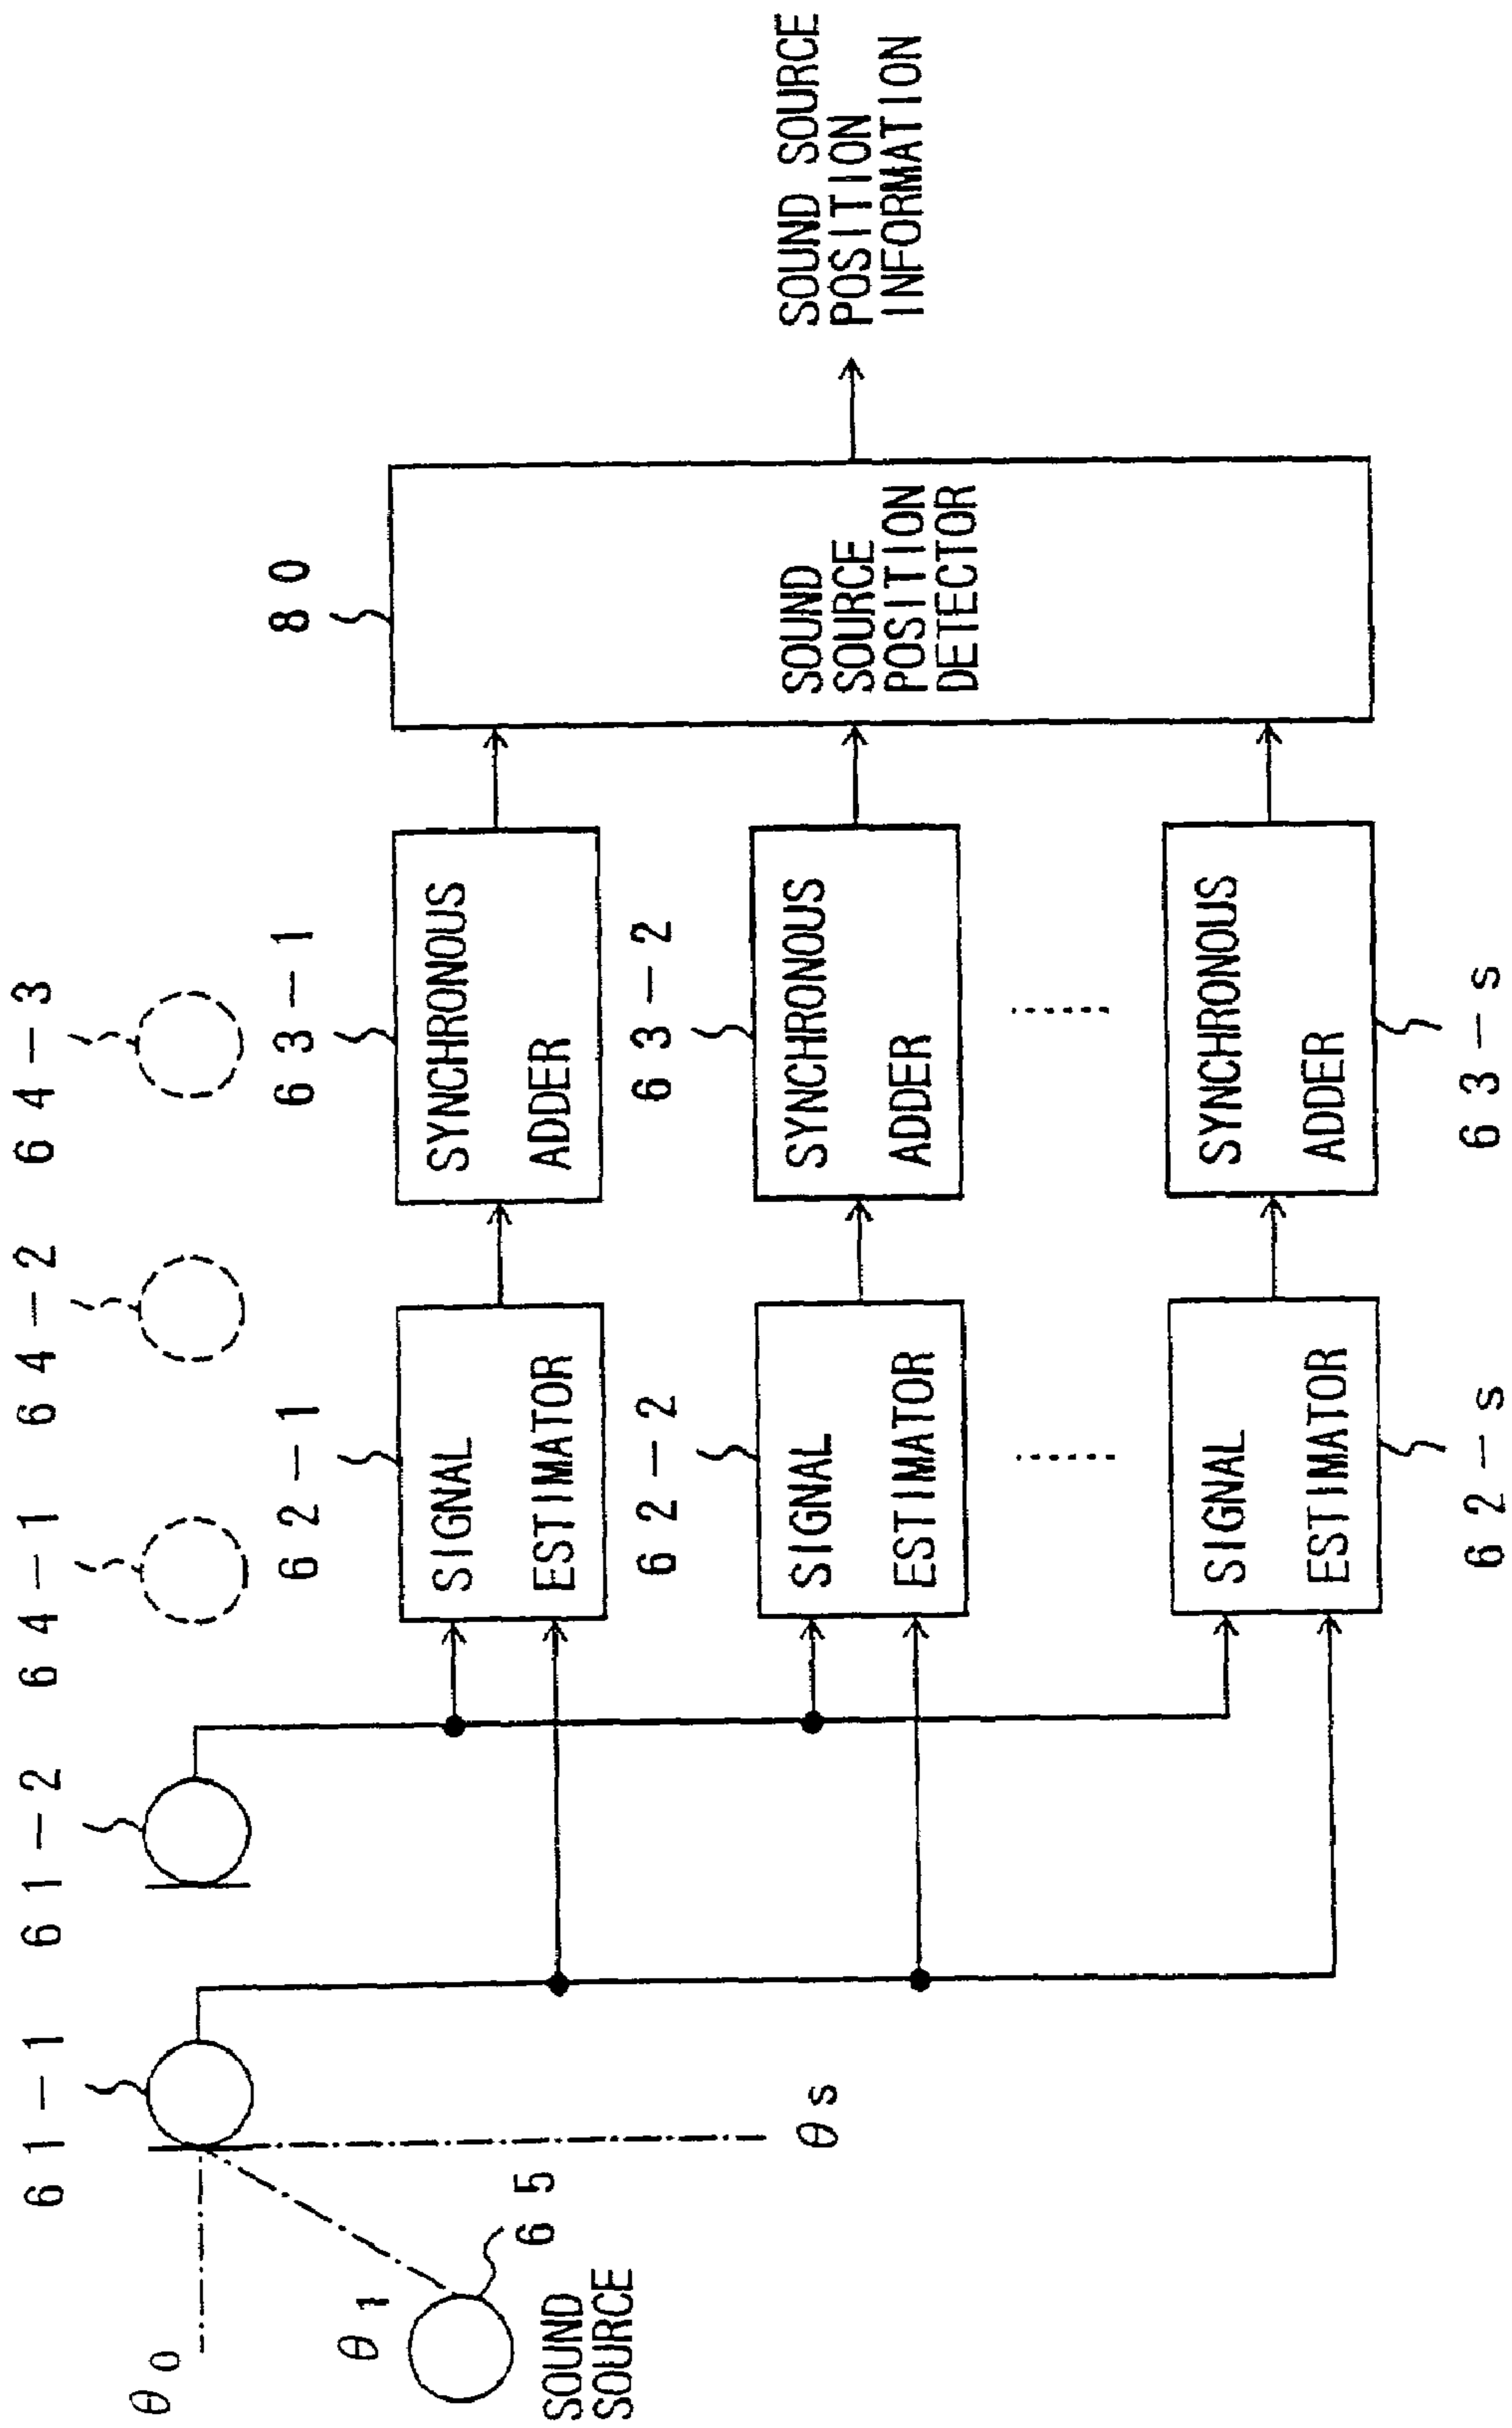 61-1
61-2
64-1
64-2
64-3
θ0
θ1
65
SOUND
SOURCE
θs
62-1
SIGNAL
ESTIMATOR
63-1
SYNCHRONOUS
ADDER
62-2
SIGNAL
ESTIMATOR
63-2
SYNCHRONOUS
ADDER
SIGNAL
ESTIMATOR
62-s
SYNCHRONOUS
ADDER
63-s
80
SOUND
SOURCE
POSITION
DETECTOR
SOUND SOURCE
POSITION
INFORMATION